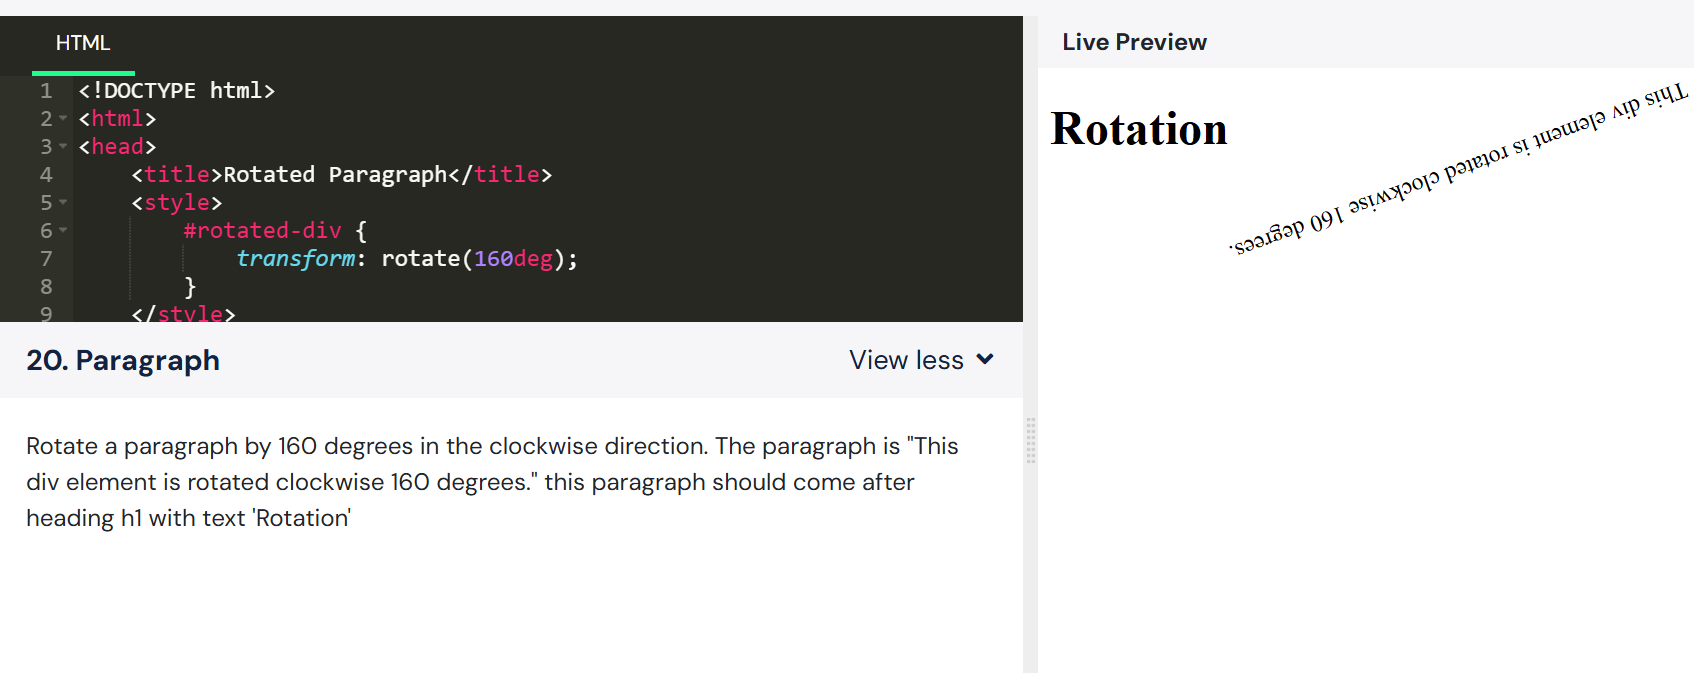 HTML
1 <!DOCTYPE html>
2 <html>
3 <head>
4 <title>Rotated Paragraph</title>
5 <style>
6 #rotated-div {
7 transform: rotate(160deg);
8 }
9 </style>
20. Paragraph
View less
Rotate a paragraph by 160 degrees in the clockwise direction. The paragraph is "This
div element is rotated clockwise 160 degrees." this paragraph should come after
heading h1 with text 'Rotation'
Live Preview
Rotation
This div element is rotated clockwise 160 degrees.